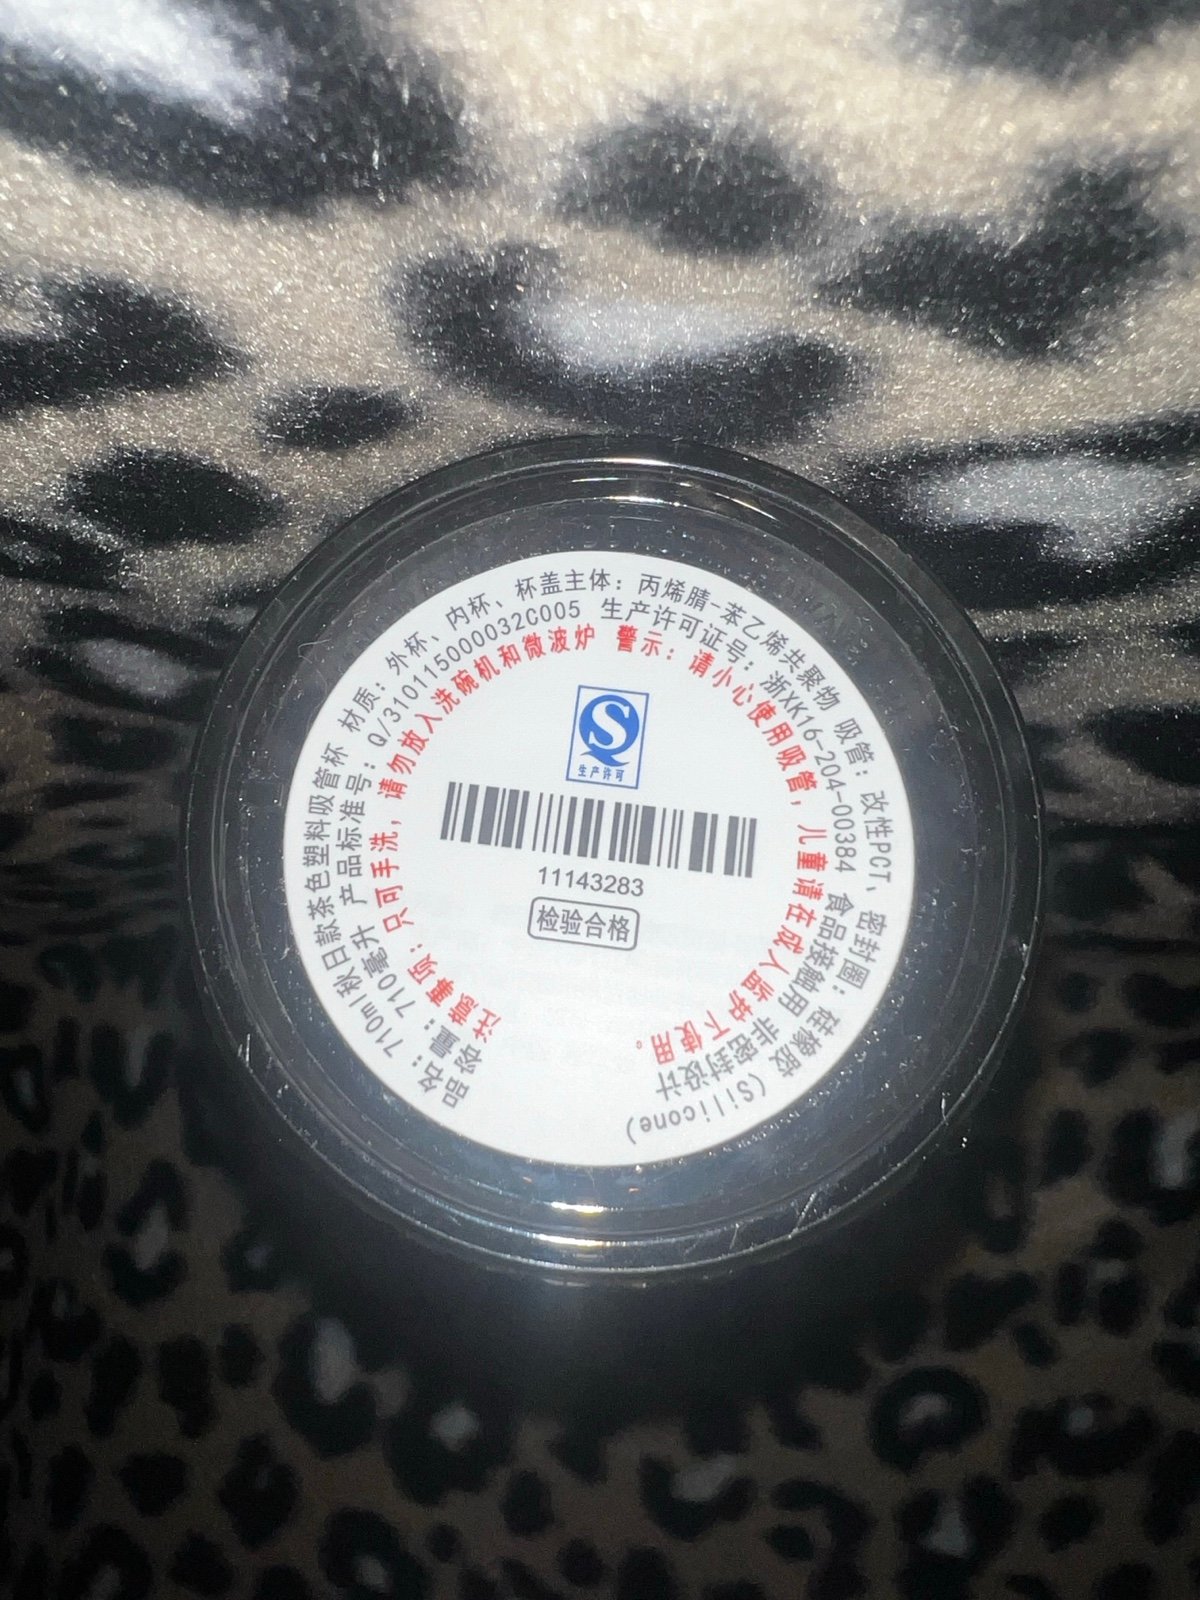 品名：710ml秋日款茶色塑料吸管杯 材质：外杯、内杯、杯盖主体：丙烯腈-苯乙烯共聚物 吸管：改性PCT、密封圈：硅橡胶（Silicone）
容量：710毫升 产品标准号：Q/310115000032C005 生产许可证号：浙XK16-204-00384 食品接触用 非密封设计
注意事项：只可手洗，请勿放入洗碗机和微波炉 警示：请小心使用吸管，儿童请在成人监护下使用。
生产许可
11143283
检验合格